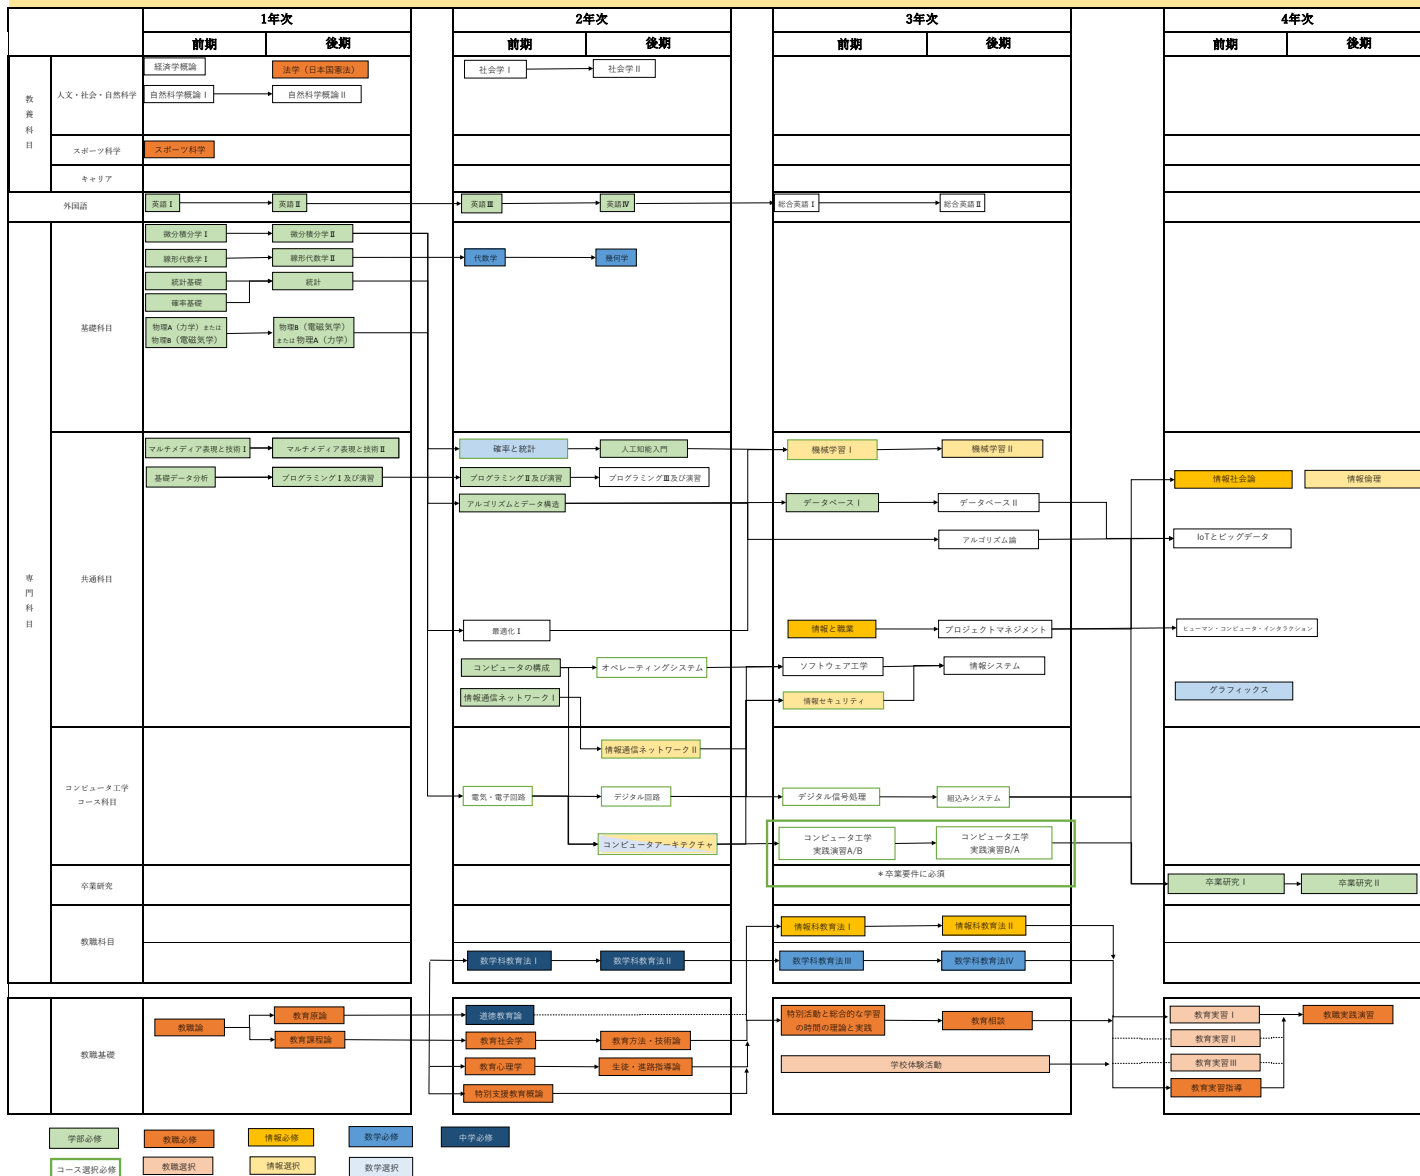 1年次
2年次
3年次
4年次
前期
後期
前期
後期
前期
後期
前期
後期
教養科目
人文・社会・自然科学
経済学概論
法学（日本国憲法）
社会学Ⅰ
社会学Ⅱ
自然科学概論Ⅰ
自然科学概論Ⅱ
スポーツ科学
スポーツ科学
キャリア
外国語
英語Ⅰ
英語Ⅱ
英語Ⅲ
英語Ⅳ
総合英語Ⅰ
総合英語Ⅱ
専門科目
基礎科目
微分積分学Ⅰ
微分積分学Ⅱ
線形代数学Ⅰ
線形代数学Ⅱ
代数学
幾何学
統計基礎
統計
確率基礎
物理A（力学）または
物理B（電磁気学）
物理B（電磁気学）
または物理A（力学）
共通科目
マルチメディア表現と技術Ⅰ
マルチメディア表現と技術Ⅱ
確率と統計
人工知能入門
機械学習Ⅰ
機械学習Ⅱ
基礎データ分析
プログラミングⅠ及び演習
プログラミングⅡ及び演習
プログラミングⅢ及び演習
情報社会論
情報倫理
アルゴリズムとデータ構造
データベースⅠ
データベースⅡ
アルゴリズム論
IoTとビッグデータ
最適化Ⅰ
情報と職業
プロジェクトマネジメント
ヒューマン・コンピュータ・インタラクション
コンピュータの構成
オペレーティングシステム
ソフトウェア工学
情報システム
情報通信ネットワークⅠ
情報セキュリティ
グラフィックス
コンピュータ工学
コース科目
情報通信ネットワークⅡ
電気・電子回路
デジタル回路
デジタル信号処理
組込みシステム
コンピュータアーキテクチャ
コンピュータ工学
実践演習A/B
コンピュータ工学
実践演習B/A
＊卒業要件に必須
卒業研究
卒業研究Ⅰ
卒業研究Ⅱ
教職科目
情報科教育法Ⅰ
情報科教育法Ⅱ
数学科教育法Ⅰ
数学科教育法Ⅱ
数学科教育法Ⅲ
数学科教育法Ⅳ
教職基礎
教職論
教育原論
教育課程論
道徳教育論
教育社会学
教育方法・技術論
教育心理学
生徒・進路指導論
特別支援教育概論
特別活動と総合的な学習
の時間の理論と実践
教育相談
学校体験活動
教育実習Ⅰ
教職実践演習
教育実習Ⅱ
教育実習Ⅲ
教育実習指導
学部必修
教職必修
情報必修
数学必修
中学必修
コース選択必修
教職選択
情報選択
数学選択